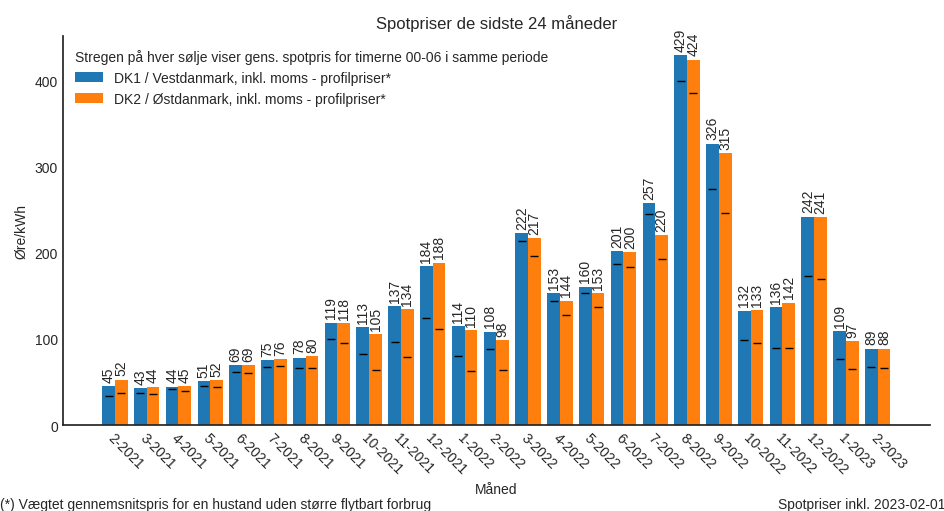 Spotpriser de sidste 24 måneder
Stregen på hver sølje viser gens. spotpris for timerne 00-06 i samme periode
DK1 / Vestdanmark, inkl. moms - profilpriser*
DK2 / Østdanmark, inkl. moms - profilpriser*
Øre/kWh
400
300
200
100
0
45 52 43 44 44 45 51 52 69 69 75 76 78 80 119 118 113 105 137 134 184 188 114 110 108 98 222 217 153 144 160 153 201 200 257 220 429 424 326 315 132 133 136 142 242 241 109 97 89 88
2-2021 3-2021 4-2021 5-2021 6-2021 7-2021 8-2021 9-2021 10-2021 11-2021 12-2021 1-2022 2-2022 3-2022 4-2022 5-2022 6-2022 7-2022 8-2022 9-2022 10-2022 11-2022 12-2022 1-2023 2-2023
Måned
(*) Vægtet gennemsnitspris for en hustand uden større flytbart forbrug
Spotpriser inkl. 2023-02-01